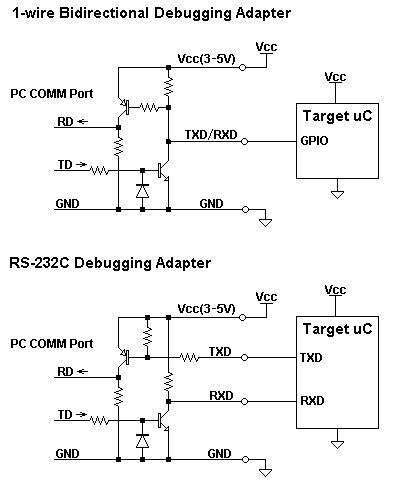 1-wire Bidirectional Debugging Adapter
Vcc
Vcc(3-5V)
Vcc
PC COMM Port
Target uC
RD
TXD/RXD
GPIO
TD
GND
GND
RS-232C Debugging Adapter
Vcc
Vcc
Vcc(3-5V)
Target uC
PC COMM Port
TXD
TXD
RD
RXD
RXD
TD
GND
GND